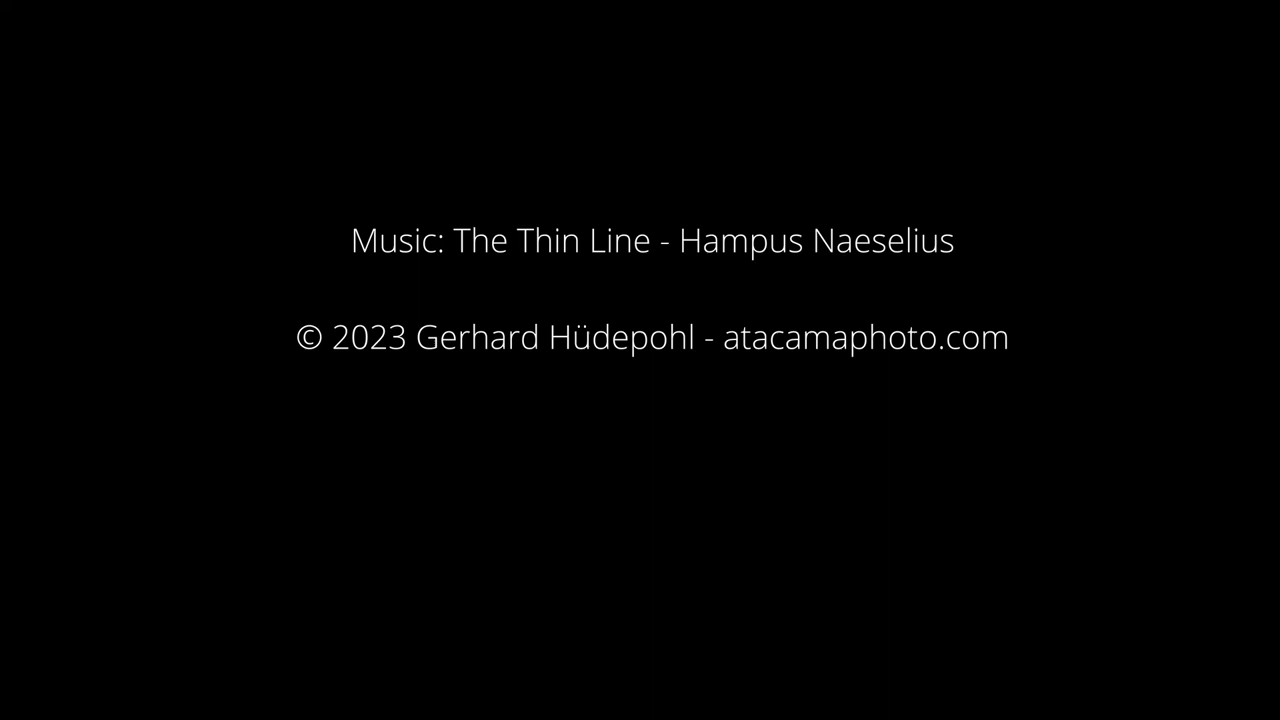 Music: The Thin Line - Hampus Naeselius
© 2023 Gerhard Hüdepohl - atacamaphoto.com